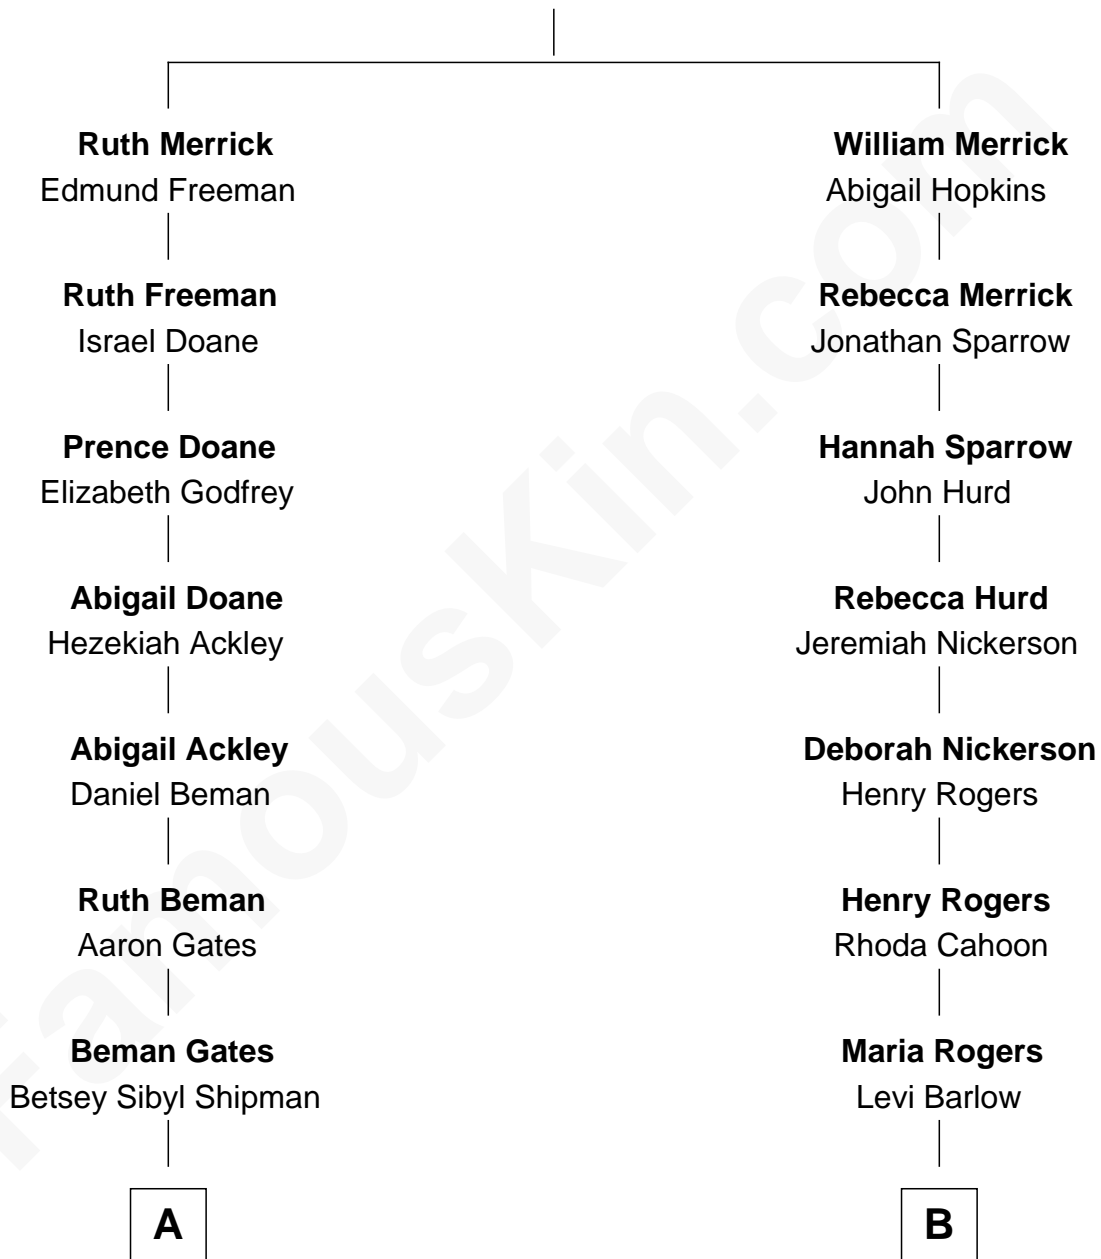 Ruth Merrick
Edmund Freeman
Ruth Freeman
Israel Doane
Prence Doane
Elizabeth Godfrey
Abigail Doane
Hezekiah Ackley
Abigail Ackley
Daniel Beman
Ruth Beman
Aaron Gates
Beman Gates
Betsey Sibyl Shipman
A
William Merrick
Abigail Hopkins
Rebecca Merrick
Jonathan Sparrow
Hannah Sparrow
John Hurd
Rebecca Hurd
Jeremiah Nickerson
Deborah Nickerson
Henry Rogers
Henry Rogers
Rhoda Cahoon
Maria Rogers
Levi Barlow
B
FamousKin.com